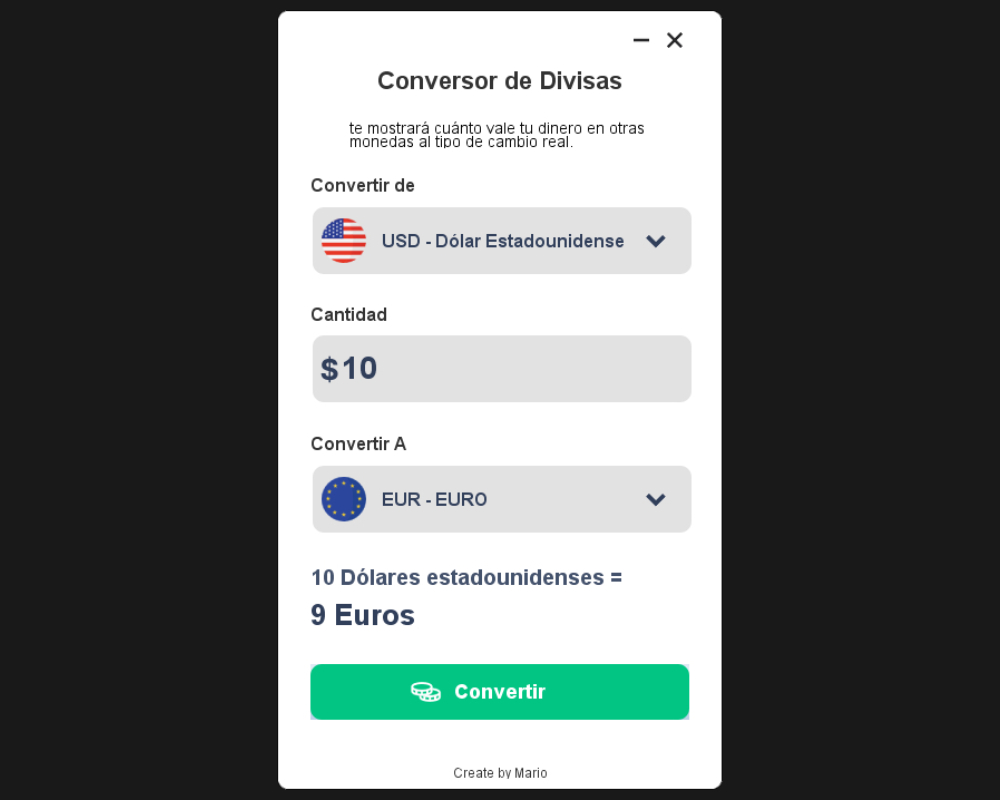 Conversor de Divisas
te mostrará cuánto vale tu dinero en otras
monedas al tipo de cambio real.
Convertir de
USD - Dólar Estadounidense
Cantidad
$10
Convertir A
EUR - EURO
10 Dólares estadounidenses =
9 Euros
Convertir
Create by Mario